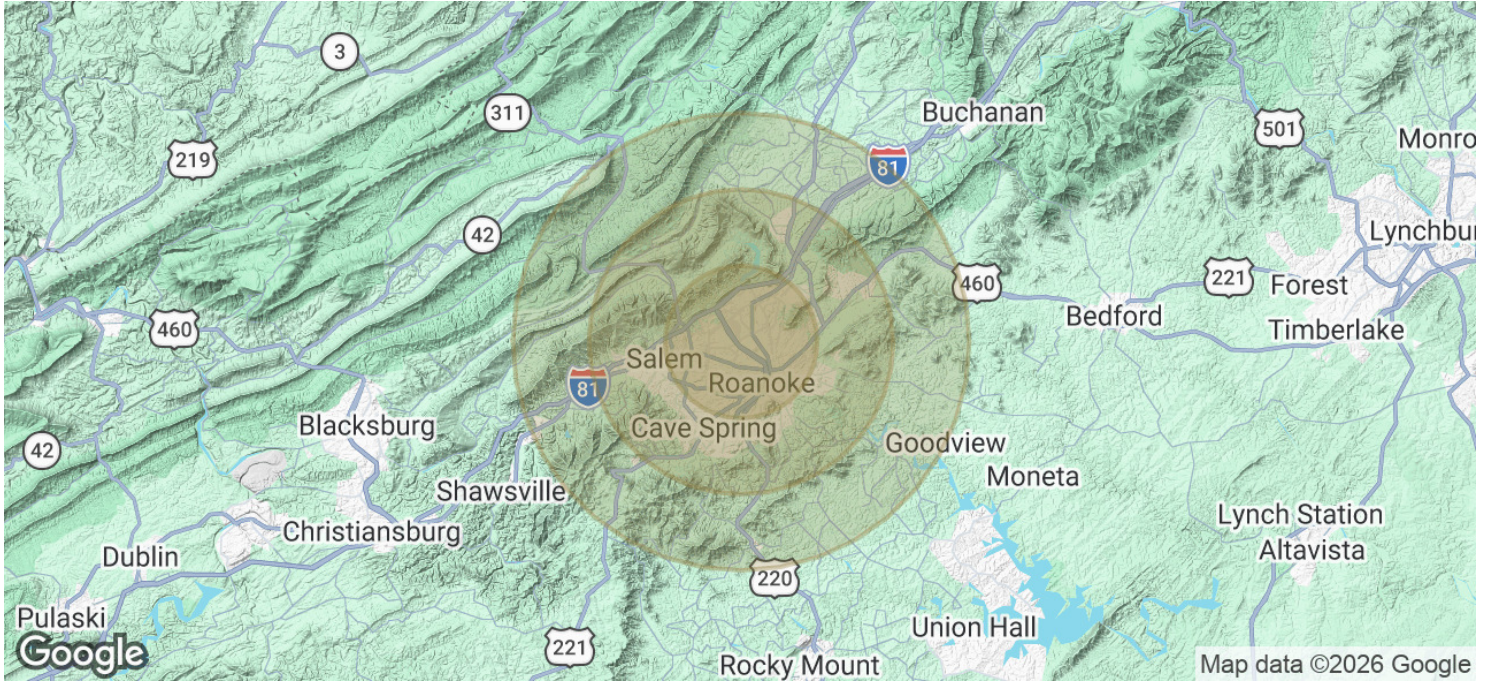 3
311
Buchanan
501
219
Monro
81
42
Lynchbur
460
221
Forest
Bedford
460
Timberlake
Salem
81
Roanoke
Blacksburg
Cave Spring
42
Goodview
Moneta
Shawsville
Lynch Station
Christiansburg
Altavista
Dublin
220
Pulaski
Union Hall
221
Google
Rocky Mount
Map data ©2026 Google